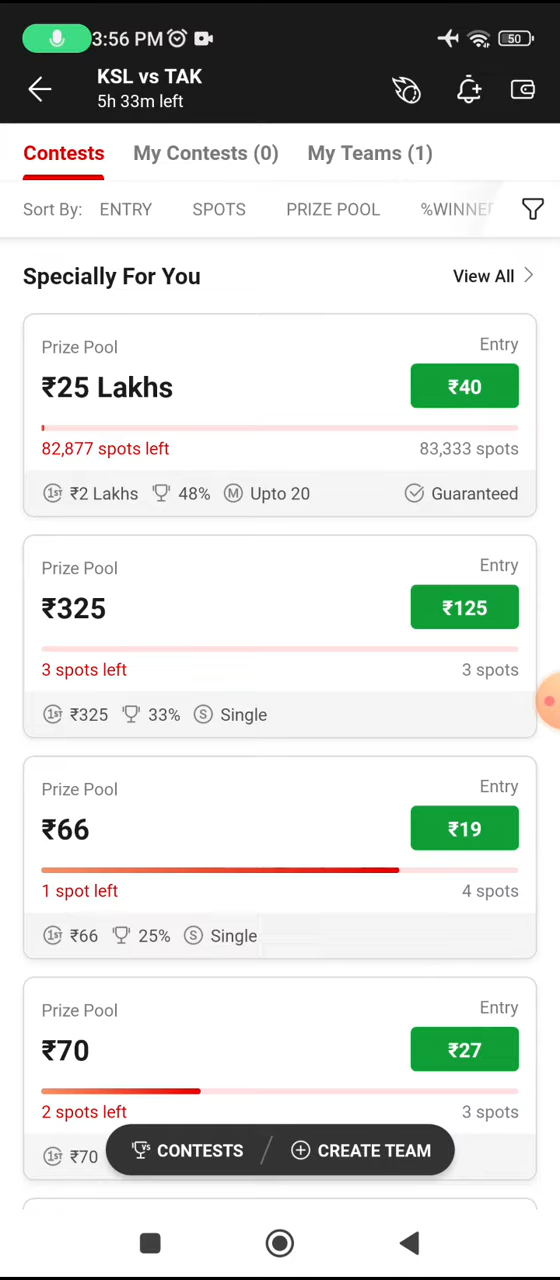 3:56 PM
50
KSL vs TAK
5h 33m left
Contests My Contests (0) My Teams (1)
Sort By: ENTRY SPOTS PRIZE POOL %WINNE
Specially For You View All
Prize Pool Entry
₹25 Lakhs ₹40
82,877 spots left 83,333 spots
1ST ₹2 Lakhs 48% M Upto 20 Guaranteed
Prize Pool Entry
₹325 ₹125
3 spots left 3 spots
1ST ₹325 33% S Single
Prize Pool Entry
₹66 ₹19
1 spot left 4 spots
1ST ₹66 25% S Single
Prize Pool Entry
₹70 ₹27
2 spots left 3 spots
1ST ₹70
VS CONTESTS CREATE TEAM